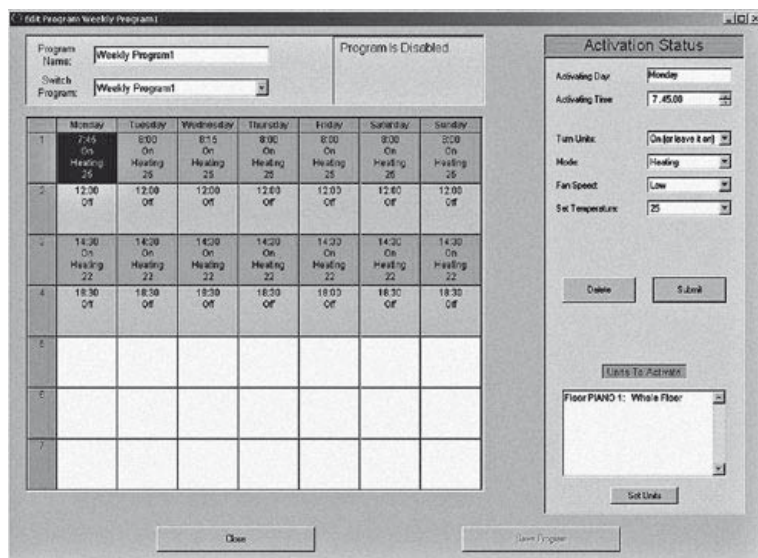 Edit Program Weekly Program1
Program Name: Weekly Program1
Switch Program: Weekly Program1
Program Is Disabled
Monday Tuesday Wednesday Thursday Friday Saturday Sunday
1 7:45 8:00 8:15 8:00 8:00 8:00 8:00
On On On On On On On
Heating Heating Heating Heating Heating Heating Heating
25 25 25 25 25 25 25
2 12:00 12:00 12:00 12:00 12:00 12:00 12:00
Off Off Off Off Off Off Off
3 14:30 14:30 14:30 14:30 14:30 14:30 14:30
On On On On On On On
Heating Heating Heating Heating Heating Heating Heating
22 22 22 22 22 22 22
4 18:30 18:30 18:30 18:30 18:00 18:30 18:30
Off Off Off Off Off Off Off
5
6
7
Activation Status
Activating Day: Monday
Activating Time: 7.45.00
Turn Units: On (or leave it on)
Mode: Heating
Fan Speed: Low
Set Temperature: 25
Delete Submit
Units To Activate
Floor PIANO 1: Whole Floor
Set Units
Close Save Program